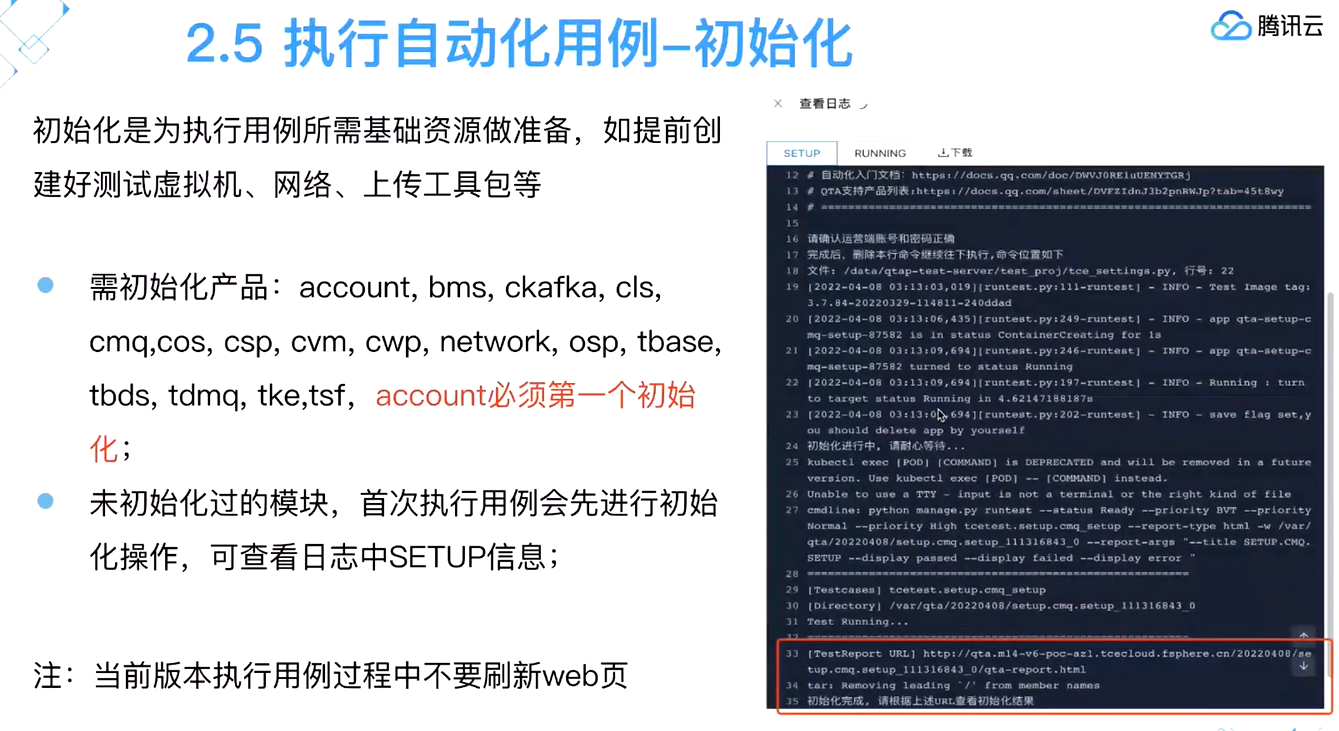 2.5 执行自动化用例–初始化
腾讯云
初始化是为执行用例所需基础资源做准备，如提前创
建好测试虚拟机、网络、上传工具包等
需初始化产品：account, bms, ckafka, cls,
cmq,cos, csp, cvm, cwp, network, osp, tbase,
tbds, tdmq, tke,tsf，account必须第一个初始
化；
未初始化过的模块，首次执行用例会先进行初始
化操作，可查看日志中SETUP信息；
注：当前版本执行用例过程中不要刷新web页
× 查看日志
SETUP RUNNING 下载
12 # 自动化入门文档：https://docs.qq.com/doc/DWVJ0RE1uUENYTGRj
13 # QTA支持产品列表:https://docs.qq.com/sheet/DVFZIdnJ3b2pnRWJp?tab=45t8wy
14 # ==========================================================================
15
16 请确认运营端账号和密码正确
17 完成后，删除本行命令继续往下执行,命令位置如下
18 文件: /data/qtap-test-server/test_proj/tce_settings.py, 行号: 22
19 [2022-04-08 03:13:03,019][runtest.py:111-runtest] - INFO - Test Image tag:
3.7.84-20220329-114811-240ddad
20 [2022-04-08 03:13:06,435][runtest.py:249-runtest] - INFO - app qta-setup-c
mq-setup-87582 is in status ContainerCreating for 1s
21 [2022-04-08 03:13:09,694][runtest.py:246-runtest] - INFO - app qta-setup-c
mq-setup-87582 turned to status Running
22 [2022-04-08 03:13:09,694][runtest.py:197-runtest] - INFO - Running : turn
to target status Running in 4.62147188187s
23 [2022-04-08 03:13:09,694][runtest.py:202-runtest] - INFO - save flag set,y
ou should delete app by yourself
24 初始化进行中, 请耐心等待...
25 kubectl exec [POD] [COMMAND] is DEPRECATED and will be removed in a future
version. Use kubectl exec [POD] -- [COMMAND] instead.
26 Unable to use a TTY - input is not a terminal or the right kind of file
27 cmdline: python manage.py runtest --status Ready --priority BVT --priority
Normal --priority High tcetest.setup.cmq_setup --report-type html -w /var/
qta/20220408/setup.cmq.setup_111316843_0 --report-args "--title SETUP.CMQ.
SETUP --display passed --display failed --display error "
28 ========================================================
29 [Testcases] tcetest.setup.cmq_setup
30 [Directory] /var/qta/20220408/setup.cmq.setup_111316843_0
31 Test Running...
32 ========================================================
33 [TestReport URL] http://qta.m14-v6-poc-az1.tcecloud.fsphere.cn/20220408/se
tup.cmq.setup_111316843_0/qta-report.html
34 tar: Removing leading `/' from member names
35 初始化完成, 请根据上述URL查看初始化结果